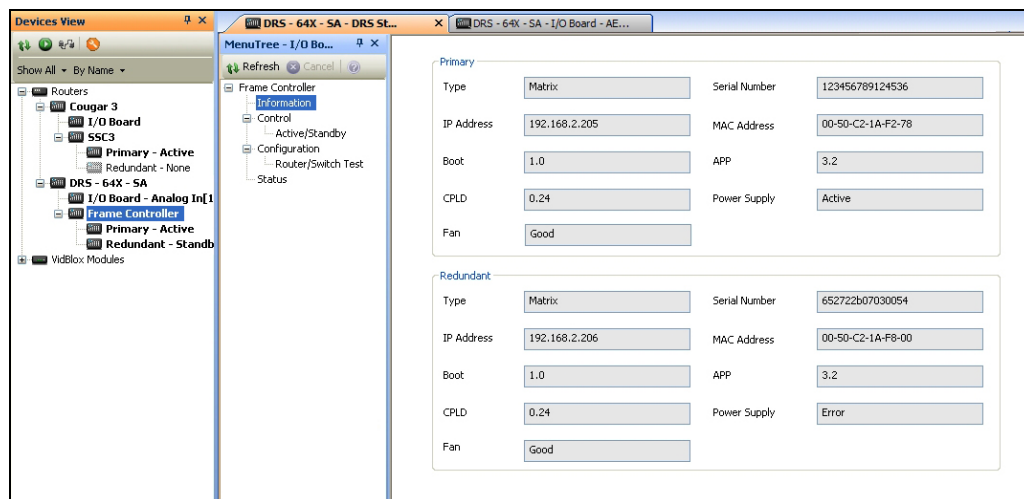 Devices View
Show All By Name
Routers
Cougar 3
I/O Board
SSC3
Primary - Active
Redundant - None
DRS - 64X - SA
I/O Board - Analog In[1
Frame Controller
Primary - Active
Redundant - Standb
VidBlox Modules
DRS - 64X - SA - DRS St...
DRS - 64X - SA - I/O Board - AE...
MenuTree - I/O Bo...
Refresh Cancel
Frame Controller
Information
Control
Active/Standby
Configuration
Router/Switch Test
Status
Primary
Type Matrix Serial Number 123456789124536
IP Address 192.168.2.205 MAC Address 00-50-C2-1A-F2-78
Boot 1.0 APP 3.2
CPLD 0.24 Power Supply Active
Fan Good
Redundant
Type Matrix Serial Number 652722b07030054
IP Address 192.168.2.206 MAC Address 00-50-C2-1A-F8-00
Boot 1.0 APP 3.2
CPLD 0.24 Power Supply Error
Fan Good